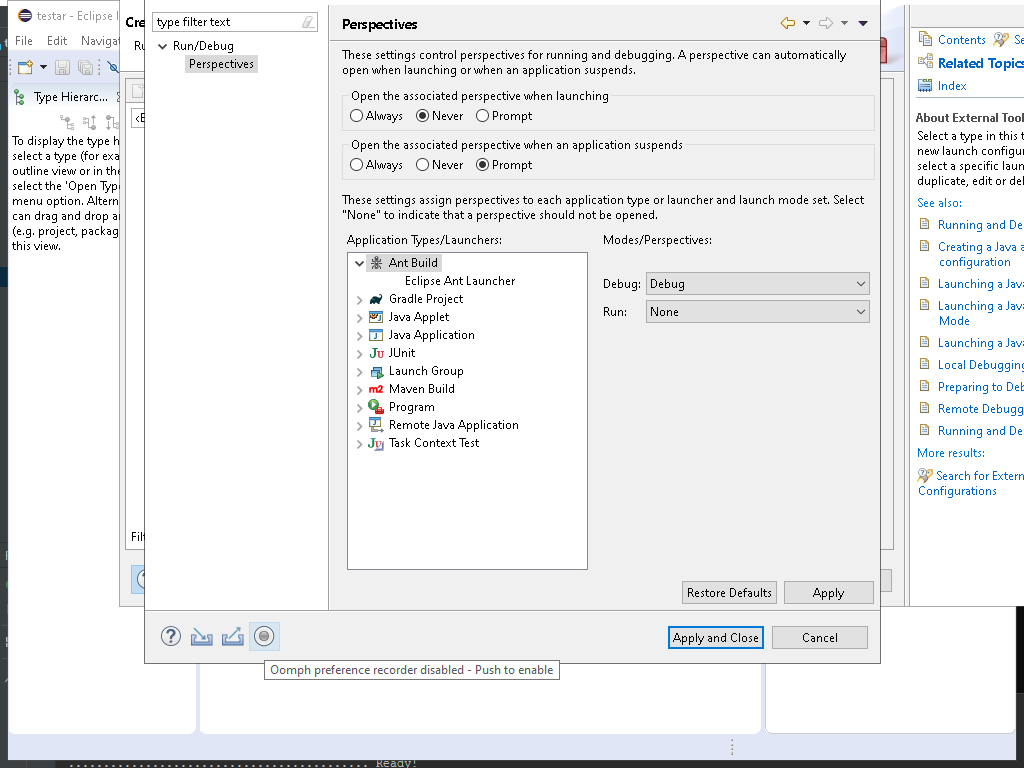 testar - Eclipse I
File
Edit
Navigat
Type Hierarc...
To display the type h
select a type (for exa
outline view or in the
select the 'Open Type
menu option. Altern
can drag and drop a
(e.g. project, packag
this view.
Cre
Ru
<E
Filt
type filter text
Run/Debug
Perspectives
Perspectives
These settings control perspectives for running and debugging. A perspective can automatically
open when launching or when an application suspends.
Open the associated perspective when launching
Always
Never
Prompt
Open the associated perspective when an application suspends
Always
Never
Prompt
These settings assign perspectives to each application type or launcher and launch mode set. Select
"None" to indicate that a perspective should not be opened.
Application Types/Launchers:
Modes/Perspectives:
Ant Build
Eclipse Ant Launcher
Gradle Project
Java Applet
Java Application
JUnit
Launch Group
Maven Build
Program
Remote Java Application
Task Context Test
Debug:
Debug
Run:
None
Restore Defaults
Apply
Apply and Close
Cancel
Oomph preference recorder disabled - Push to enable
Contents
Se
Related Topics
Index
About External Tool
Select a type in this t
new launch configur
select a specific laun
duplicate, edit or del
See also:
Running and De
Creating a Java a
configuration
Launching a Java
Launching a Java
Mode
Launching a Java
Local Debugging
Preparing to Deb
Remote Debugg
Running and De
More results:
Search for Extern
Configurations
Ready!